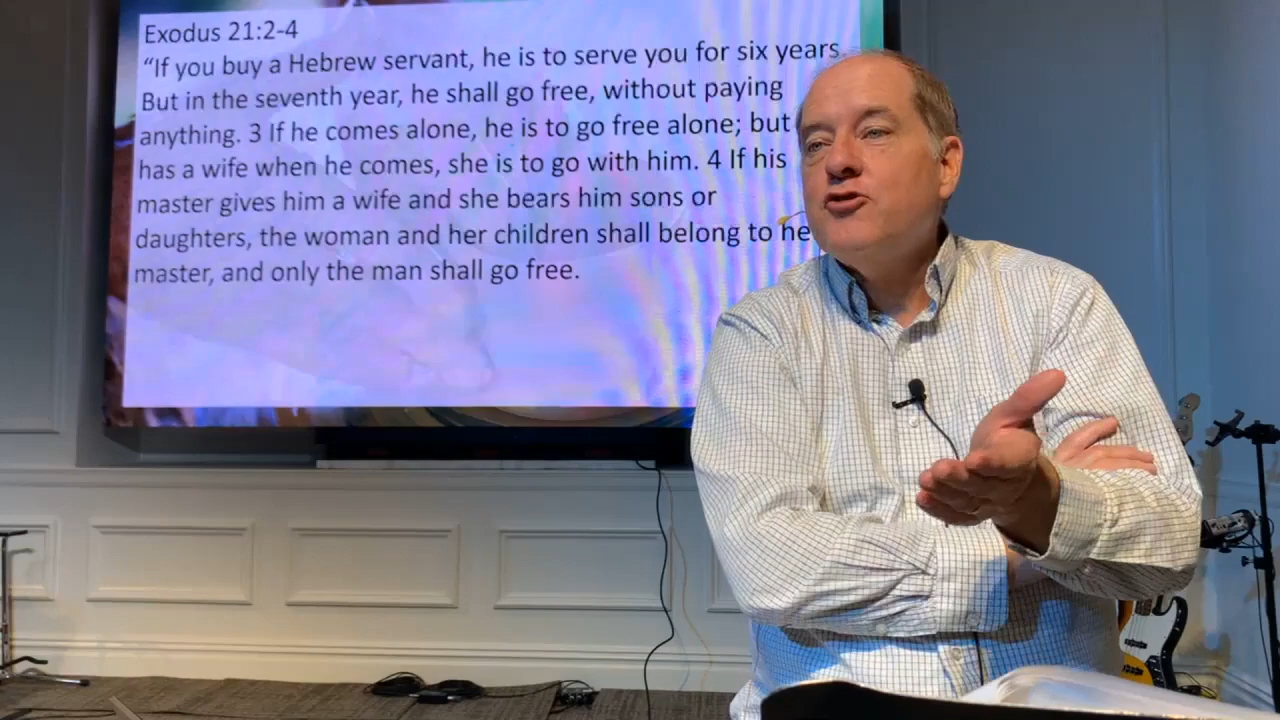 Exodus 21:2-4
“If you buy a Hebrew servant, he is to serve you for six years.
But in the seventh year, he shall go free, without paying
anything. 3 If he comes alone, he is to go free alone; but
has a wife when he comes, she is to go with him. 4 If his
master gives him a wife and she bears him sons or
daughters, the woman and her children shall belong to he
master, and only the man shall go free.